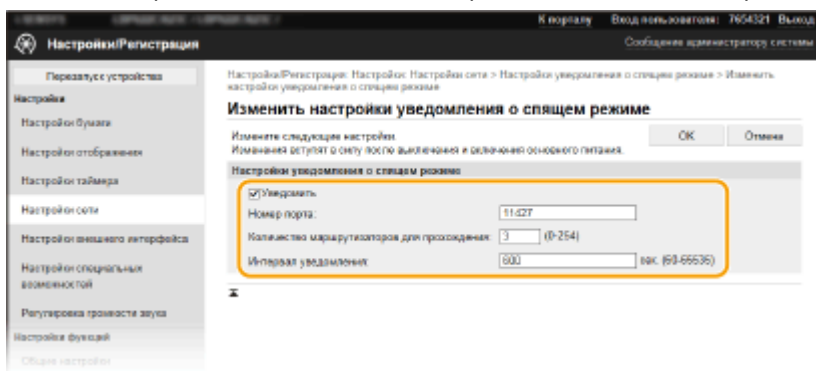 К порталу Вход пользователя: 7654321 Выход
Настройки/Регистрация
Сообщение администратору системы
Перезапуск устройства
Настройки
Настройки бумаги
Настройки отображения
Настройки таймера
Настройки сети
Настройки внешнего интерфейса
Настройки специальных
возможностей
Регулировка громкости звука
Настройки функций
Общие настройки
Настройки/Регистрация: Настройки: Настройки сети > Настройки уведомления о спящем режиме > Изменить
настройки уведомления о спящем режиме
Изменить настройки уведомления о спящем режиме
Измените следующие настройки.
Изменения вступят в силу после выключения и включения основного питания.
OK Отмена
Настройки уведомления о спящем режиме
Уведомить
Номер порта: 11427
Количество маршрутизаторов для прохождения: 3 (0-254)
Интервал уведомления: 600 сек. (60-65535)